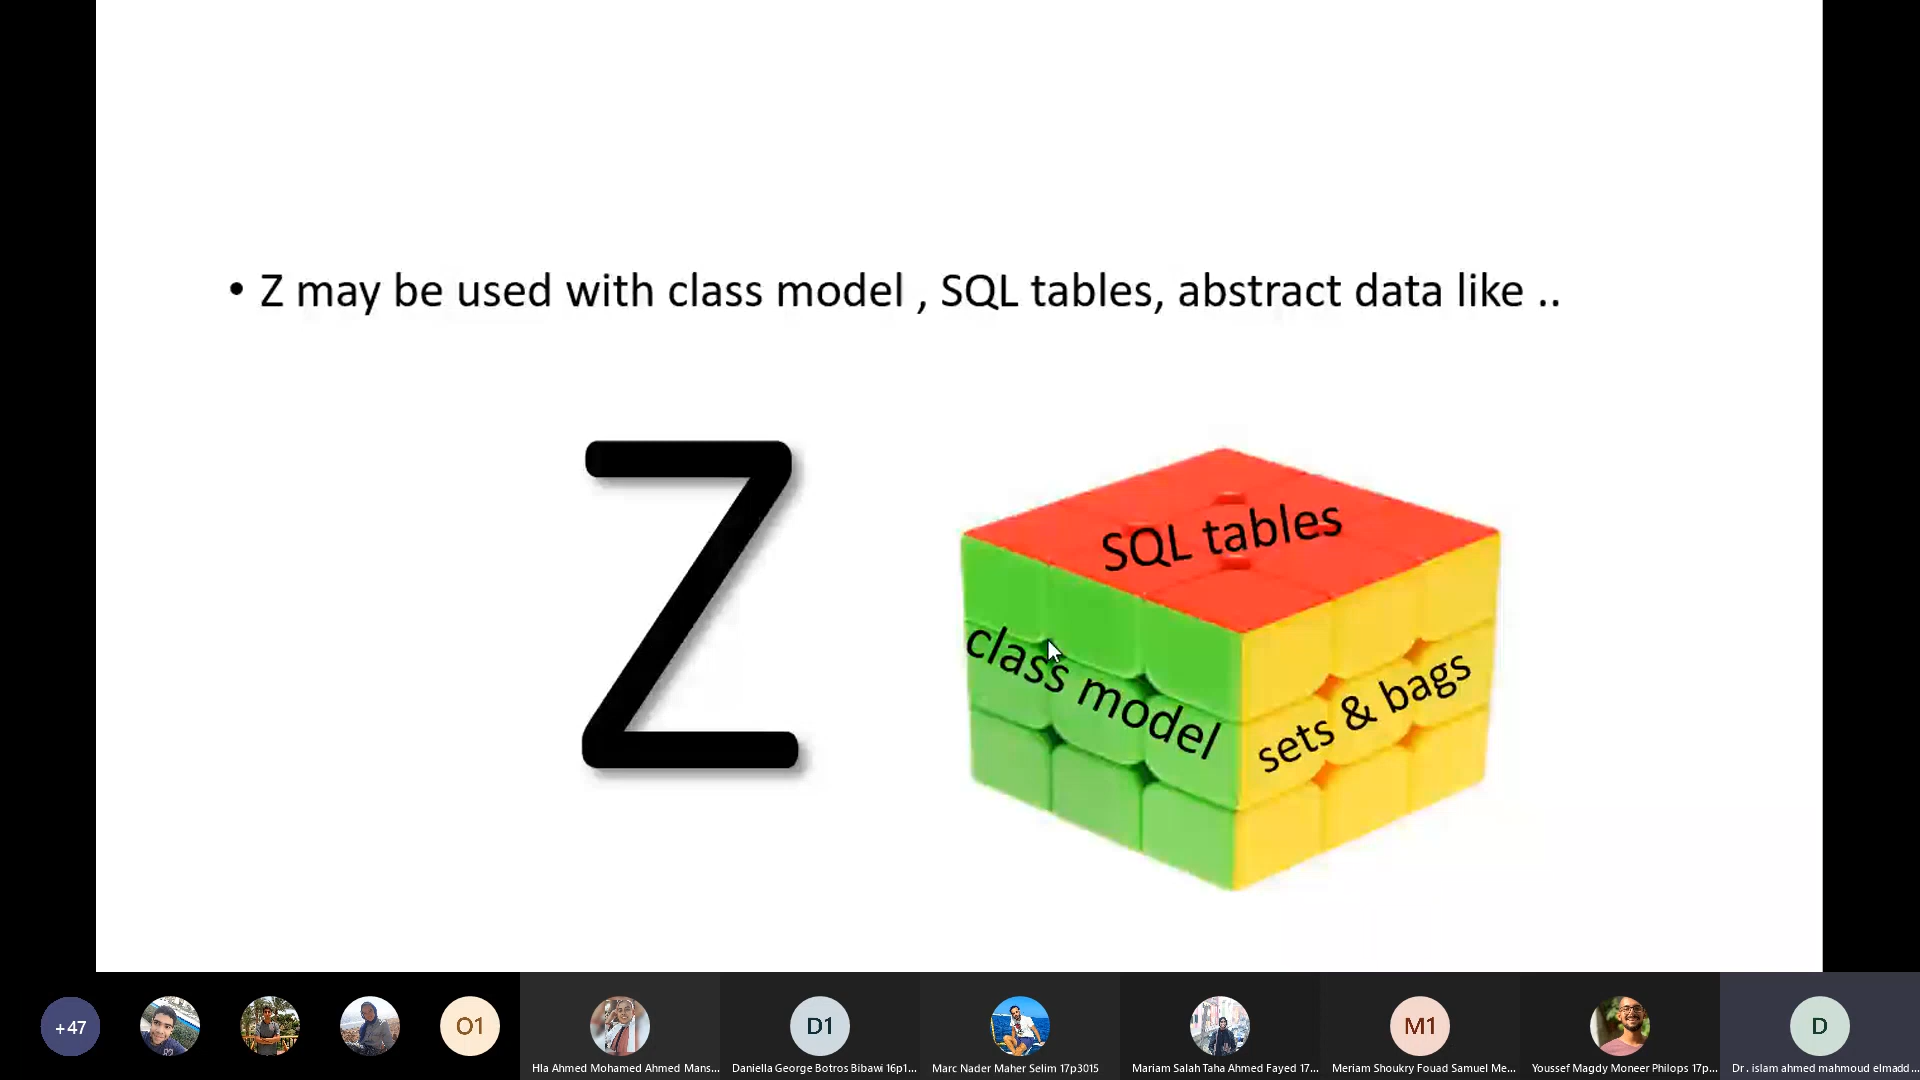 • Z may be used with class model , SQL tables, abstract data like ..
Z
SQL tables
class model
sets & bags
+47
O1
D1
M1
D
Hla Ahmed Mohamed Ahmed Mans...
Daniella George Botros Bibawi 16p1...
Marc Nader Maher Selim 17p3015
Mariam Salah Taha Ahmed Fayed 17...
Meriam Shoukry Fouad Samuel Me...
Youssef Magdy Moneer Philops 17p...
Dr. islam ahmed mahmoud elmadd...